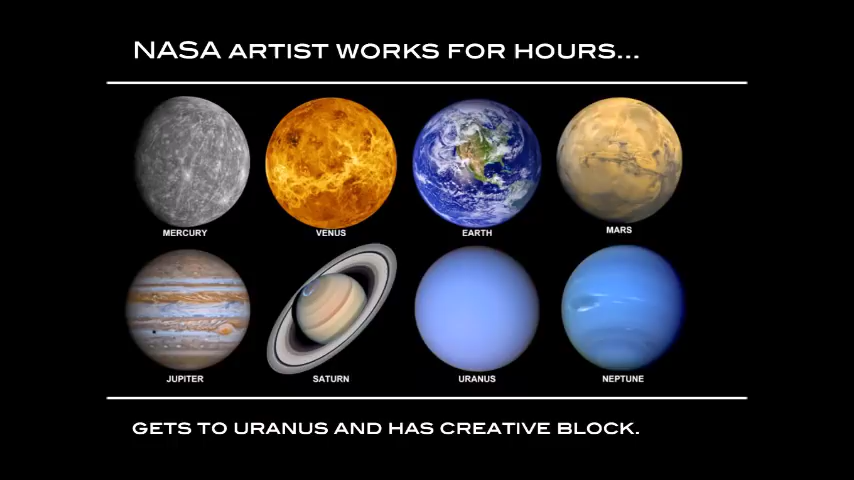 NASA ARTIST WORKS FOR HOURS...
MERCURY
VENUS
EARTH
MARS
JUPITER
SATURN
URANUS
NEPTUNE
GETS TO URANUS AND HAS CREATIVE BLOCK.